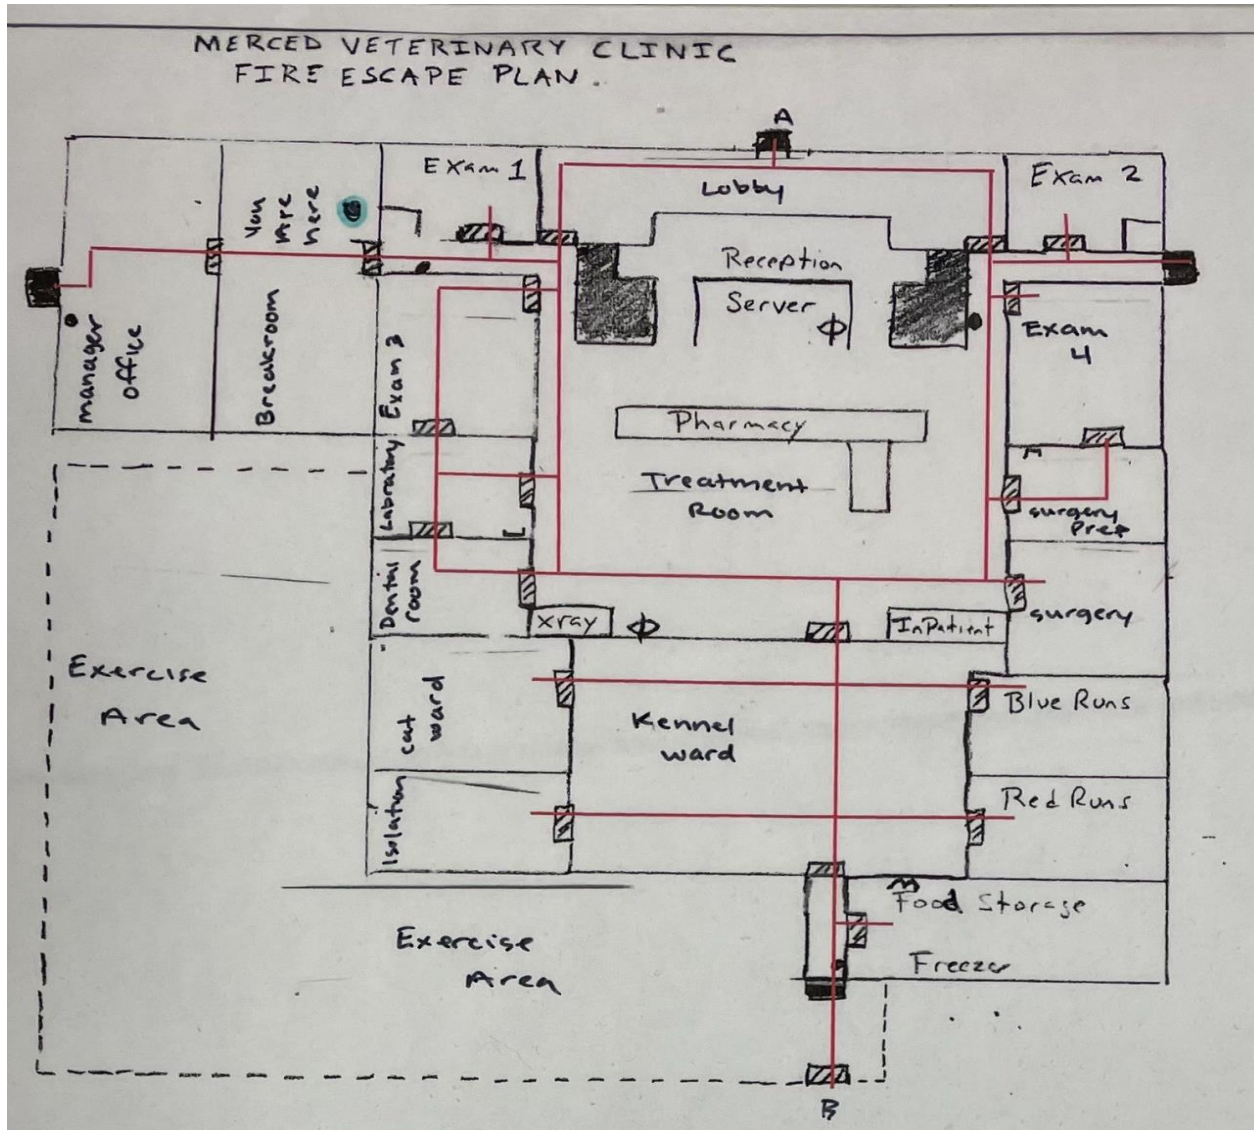 MERCED VETERINARY CLINIC
FIRE ESCAPE PLAN.
A
Exam 1
Lobby
Exam 2
You Are here
Reception
Server
manager office
Breakroom
Exam 3
Exam 4
Pharmacy
Labratory
Treatment Room
surgery Prep
Dental room
xray
InPatient
surgery
Exercise Area
cat ward
Kennel ward
Blue Runs
Isolation
Red Runs
Food Storage
Exercise Area
Freezer
B